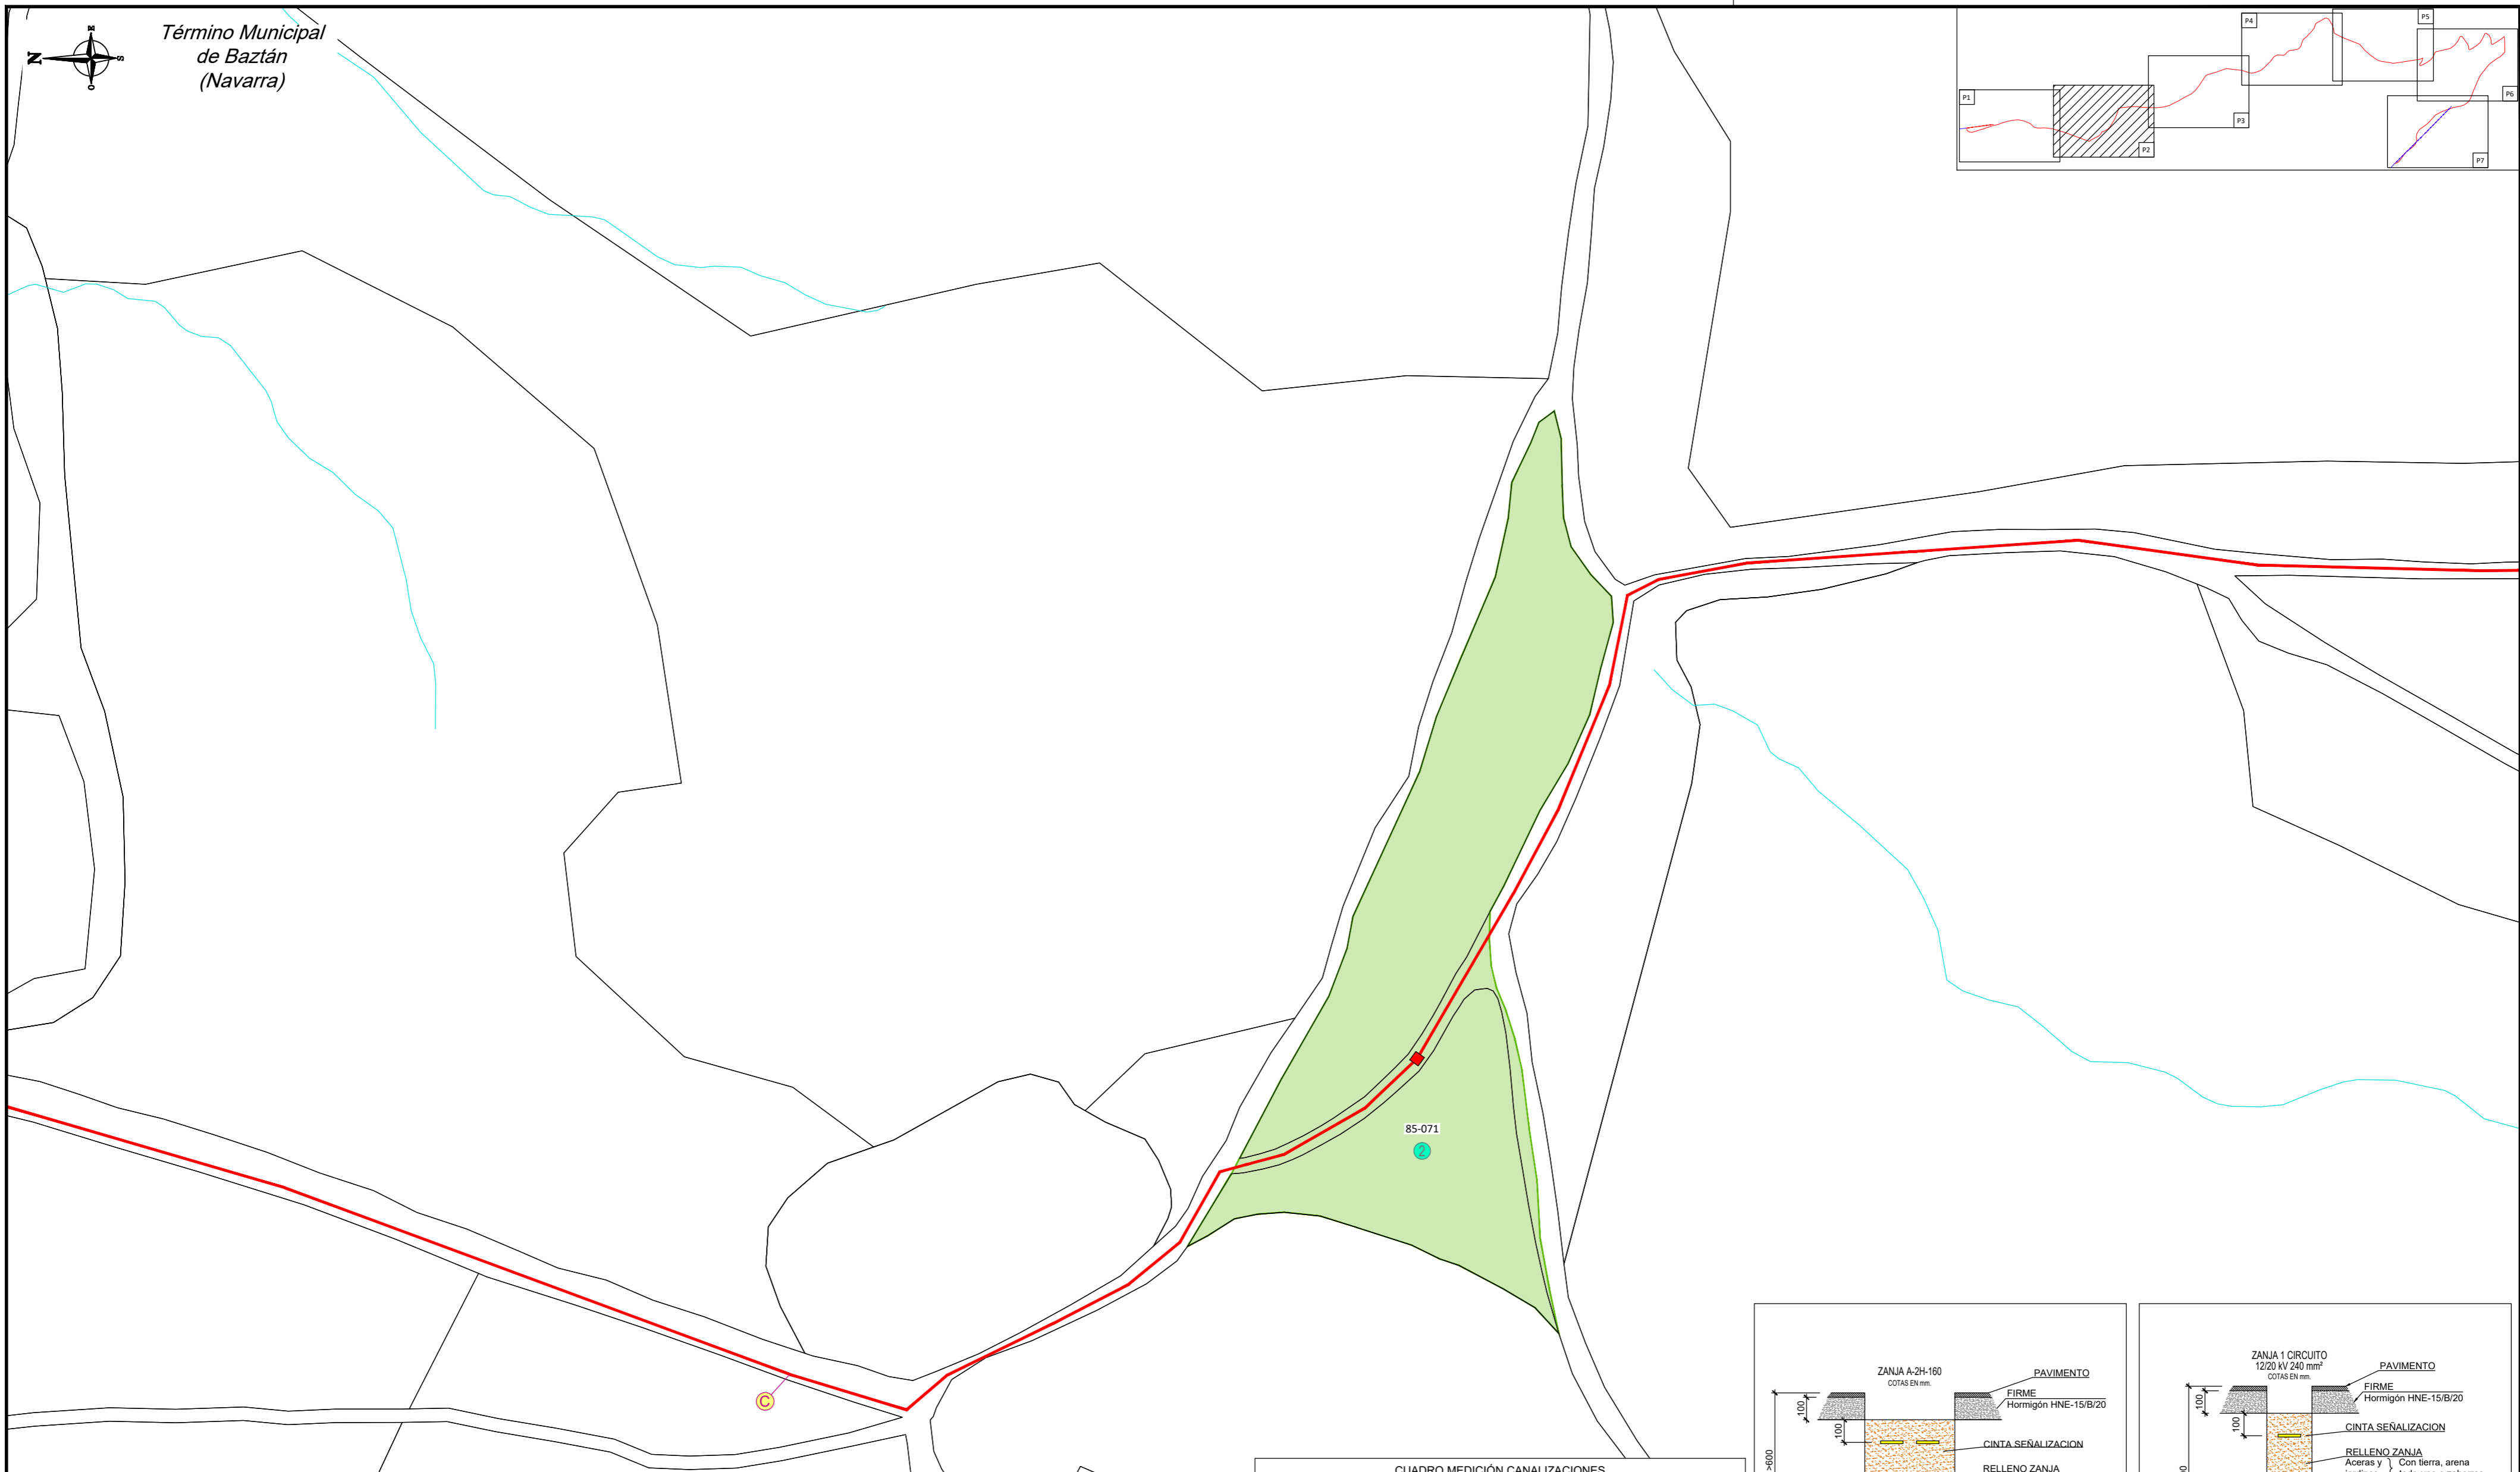 Término Municipal
de Baztán
(Navarra)
N
S
O
P1
P2
P3
P4
P5
P6
P7
85-071
2
C
ZANJA A-2H-160
COTAS EN mm.
PAVIMENTO
FIRME
Hormigón HNE-15/B/20
CINTA SEÑALIZACION
RELLENO ZANJA
100
100
>600
ZANJA 1 CIRCUITO
12/20 kV 240 mm²
COTAS EN mm.
PAVIMENTO
FIRME
Hormigón HNE-15/B/20
CINTA SEÑALIZACION
RELLENO ZANJA
Aceras y } Con tierra, arena
100
100
CUADRO MEDICIÓN CANALIZACIONES